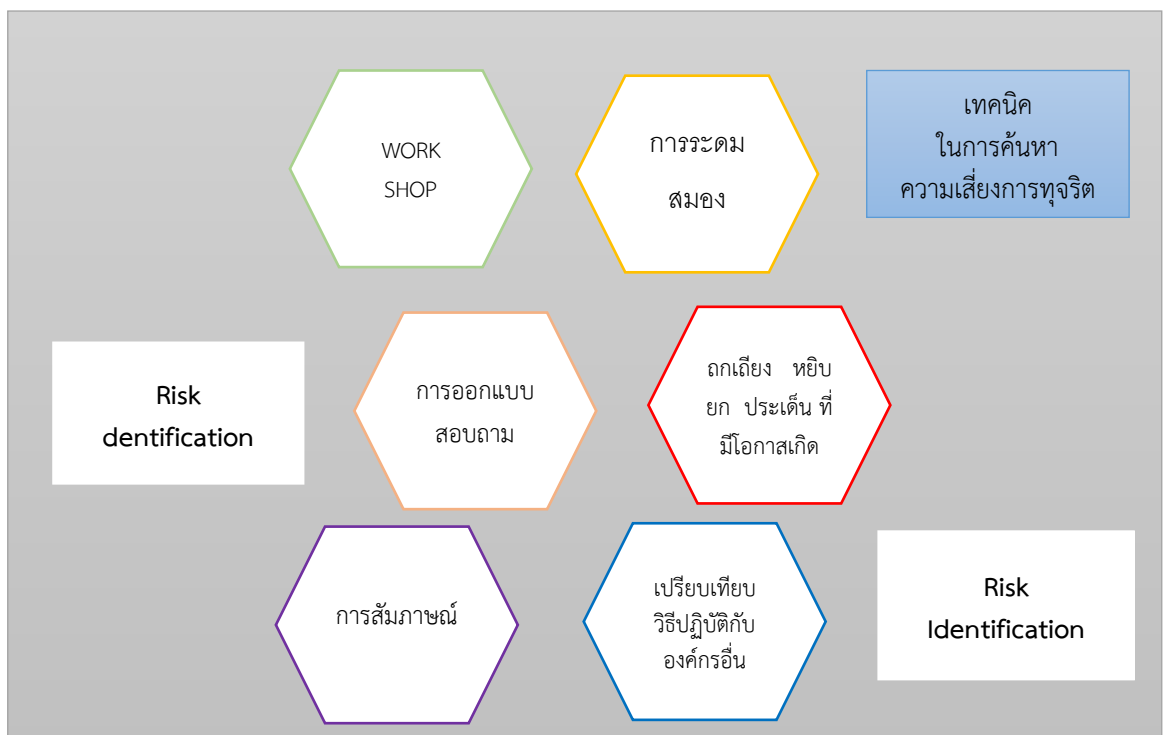 WORK
SHOP
การระดม
สมอง
เทคนิค
ในการค้นหา
ความเสี่ยงการทุจริต
Risk
dentification
การออกแบบ
สอบถาม
ถกเถียง หยิบ
ยก ประเด็น ที่
มีโอกาสเกิด
การสัมภาษณ์
เปรียบเทียบ
วิธีปฏิบัติกับ
องค์กรอื่น
Risk
Identification